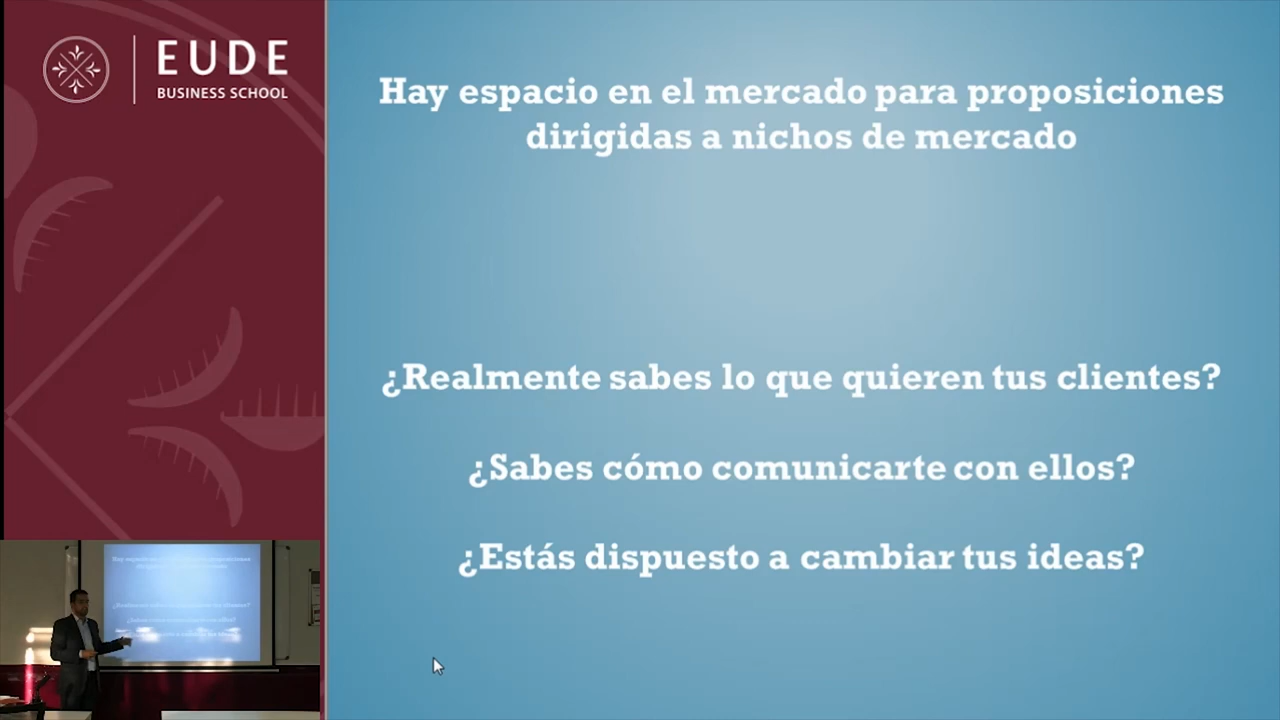 EUDE
BUSINESS SCHOOL
Hay espacio en el mercado para proposiciones
dirigidas a nichos de mercado
¿Realmente sabes lo que quieren tus clientes?
¿Sabes cómo comunicarte con ellos?
¿Estás dispuesto a cambiar tus ideas?